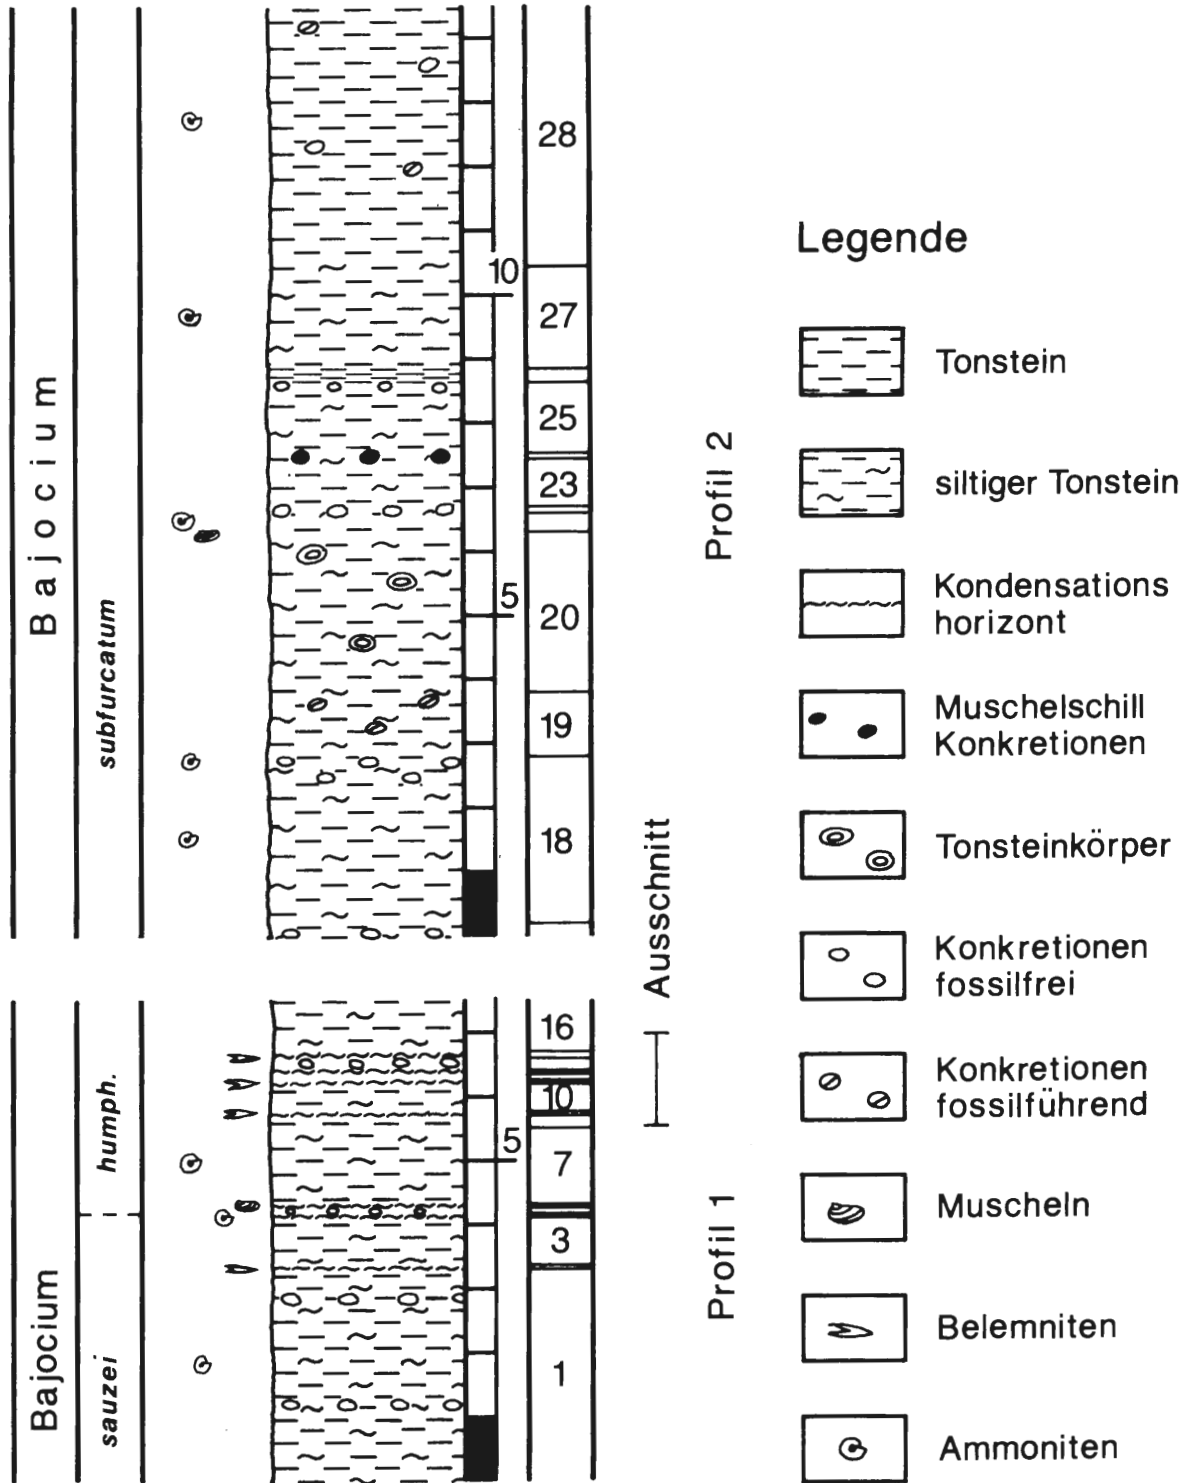 Bajocium
subfurcatum
10
5
28
27
25
23
20
19
18
Bajocium
humph.
sauzei
5
16
10
7
3
1
Profil 2
Ausschnitt
Profil 1
Legende
Tonstein
siltiger Tonstein
Kondensations
horizont
Muschelschill
Konkretionen
Tonsteinkörper
Konkretionen
fossilfrei
Konkretionen
fossilführend
Muscheln
Belemniten
Ammoniten